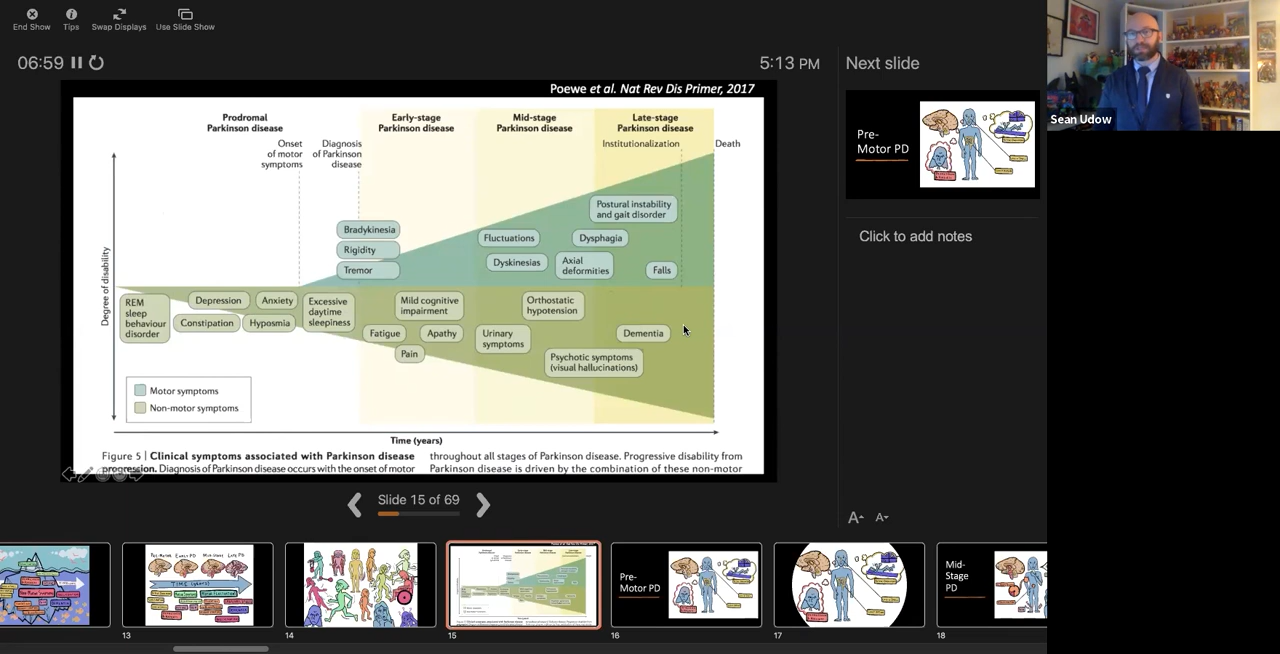 End Show
Tips
Swap Displays
Use Slide Show
06:59
5:13 PM
Next slide
Sean Udow
Poewe et al. Nat Rev Dis Primer, 2017
Prodromal
Parkinson disease
Early-stage
Parkinson disease
Mid-stage
Parkinson disease
Late-stage
Parkinson disease
Onset
of motor
symptoms
Diagnosis
of Parkinson
disease
Institutionalization
Death
Degree of disability
Bradykinesia
Rigidity
Tremor
Fluctuations
Dyskinesias
Postural instability
and gait disorder
Dysphagia
Axial
deformities
Falls
REM
sleep
behaviour
disorder
Depression
Anxiety
Constipation
Hyposmia
Excessive
daytime
sleepiness
Mild cognitive
impairment
Fatigue
Apathy
Pain
Urinary
symptoms
Orthostatic
hypotension
Dementia
Psychotic symptoms
(visual hallucinations)
Motor symptoms
Non-motor symptoms
Time (years)
Figure 5 | Clinical symptoms associated with Parkinson disease
progression. Diagnosis of Parkinson disease occurs with the onset of motor
throughout all stages of Parkinson disease. Progressive disability from
Parkinson disease is driven by the combination of these non-motor
Pre-
Motor PD
Click to add notes
A
A
Slide 15 of 69
Pre-
Motor PD
Mid-
Stage
PD
13
14
15
16
17
18